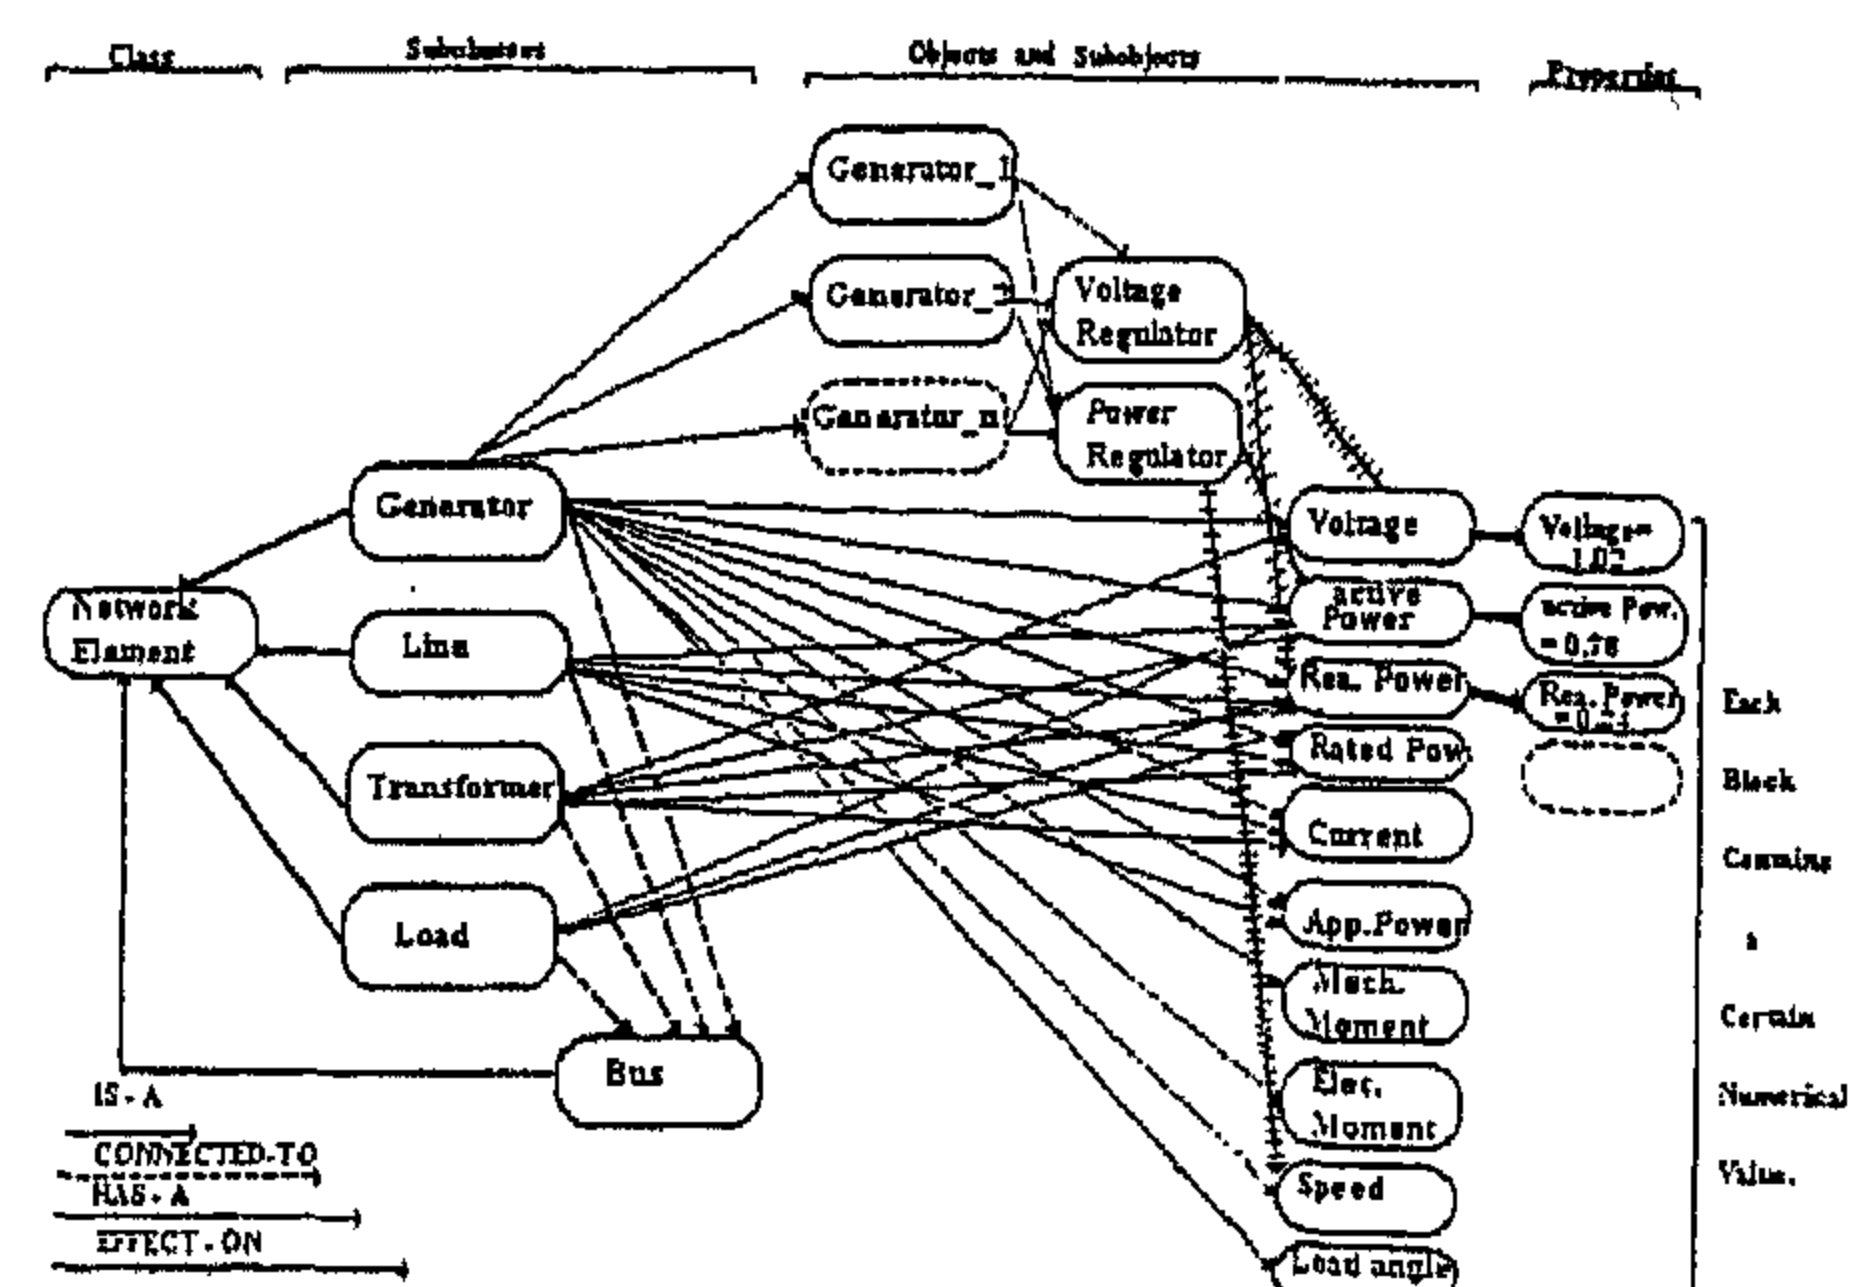 Class
Subclasses
Objects and Subobjects
Properties
Generator_1
Generator_2
Voltage
Regulator
Generator_n
Power
Regulator
Generator
Voltage
Voltage=
1.02
Network
Element
Line
active
Power
active Pow.
= 0.78
Rea. Power
Rea. Power
Each
Transformer
Rated Pow.
Block
Current
Contains
Load
App.Power
a
Mech.
Moment
Certain
Bus
Elec.
Moment
Numerical
IS - A
CONNECTED-TO
HAS - A
EFFECT - ON
Speed
Value.
Load angle